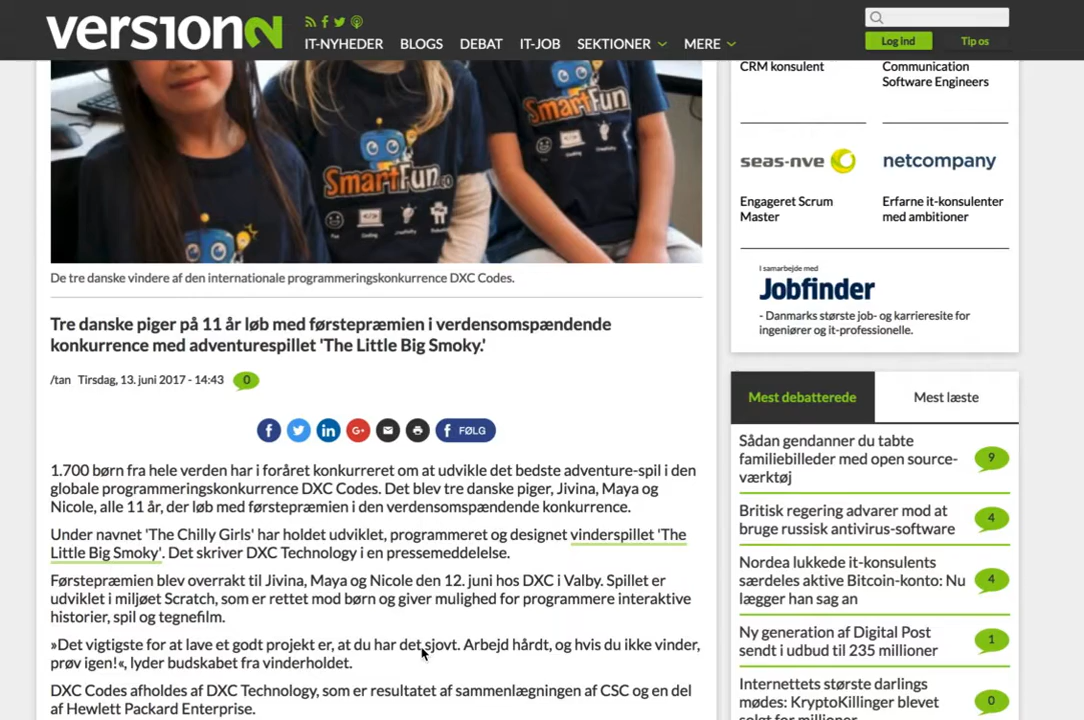 version2
IT-NYHEDER BLOGS DEBAT IT-JOB SEKTIONER MERE
Log ind Tip os
SmartFun.co
SmartFun
De tre danske vindere af den internationale programmeringskonkurrence DXC Codes.
Tre danske piger på 11 år løb med førstepræmien i verdensomspændende
konkurrence med adventurespillet 'The Little Big Smoky.'
/tan Tirsdag, 13. juni 2017 - 14:43 0
FØLG
1.700 børn fra hele verden har i foråret konkurreret om at udvikle det bedste adventure-spil i den
globale programmeringskonkurrence DXC Codes. Det blev tre danske piger, Jivina, Maya og
Nicole, alle 11 år, der løb med førstepræmien i den verdensomspændende konkurrence.
Under navnet 'The Chilly Girls' har holdet udviklet, programmeret og designet vinderspillet 'The
Little Big Smoky'. Det skriver DXC Technology i en pressemeddelelse.
Førstepræmien blev overrakt til Jivina, Maya og Nicole den 12. juni hos DXC i Valby. Spillet er
udviklet i miljøet Scratch, som er rettet mod børn og giver mulighed for programmere interaktive
historier, spil og tegnefilm.
»Det vigtigste for at lave et godt projekt er, at du har det sjovt. Arbejd hårdt, og hvis du ikke vinder,
prøv igen!«, lyder budskabet fra vinderholdet.
DXC Codes afholdes af DXC Technology, som er resultatet af sammenlægningen af CSC og en del
af Hewlett Packard Enterprise.
CRM konsulent
Communication
Software Engineers
seas-nve
Engageret Scrum
Master
netcompany
Erfarne it-konsulenter
med ambitioner
I samarbejde med
Jobfinder
- Danmarks største job- og karrieresite for
ingeniører og it-professionelle.
Mest debatterede Mest læste
Sådan gendanner du tabte
familiebilleder med open source-
værktøj
9
Britisk regering advarer mod at
bruge russisk antivirus-software
4
Nordea lukkede it-konsulents
særdeles aktive Bitcoin-konto: Nu
lægger han sag an
4
Ny generation af Digital Post
sendt i udbud til 235 millioner
1
Internettets største darlings
mødes: KryptoKillinger blevet
solgt for millioner
0